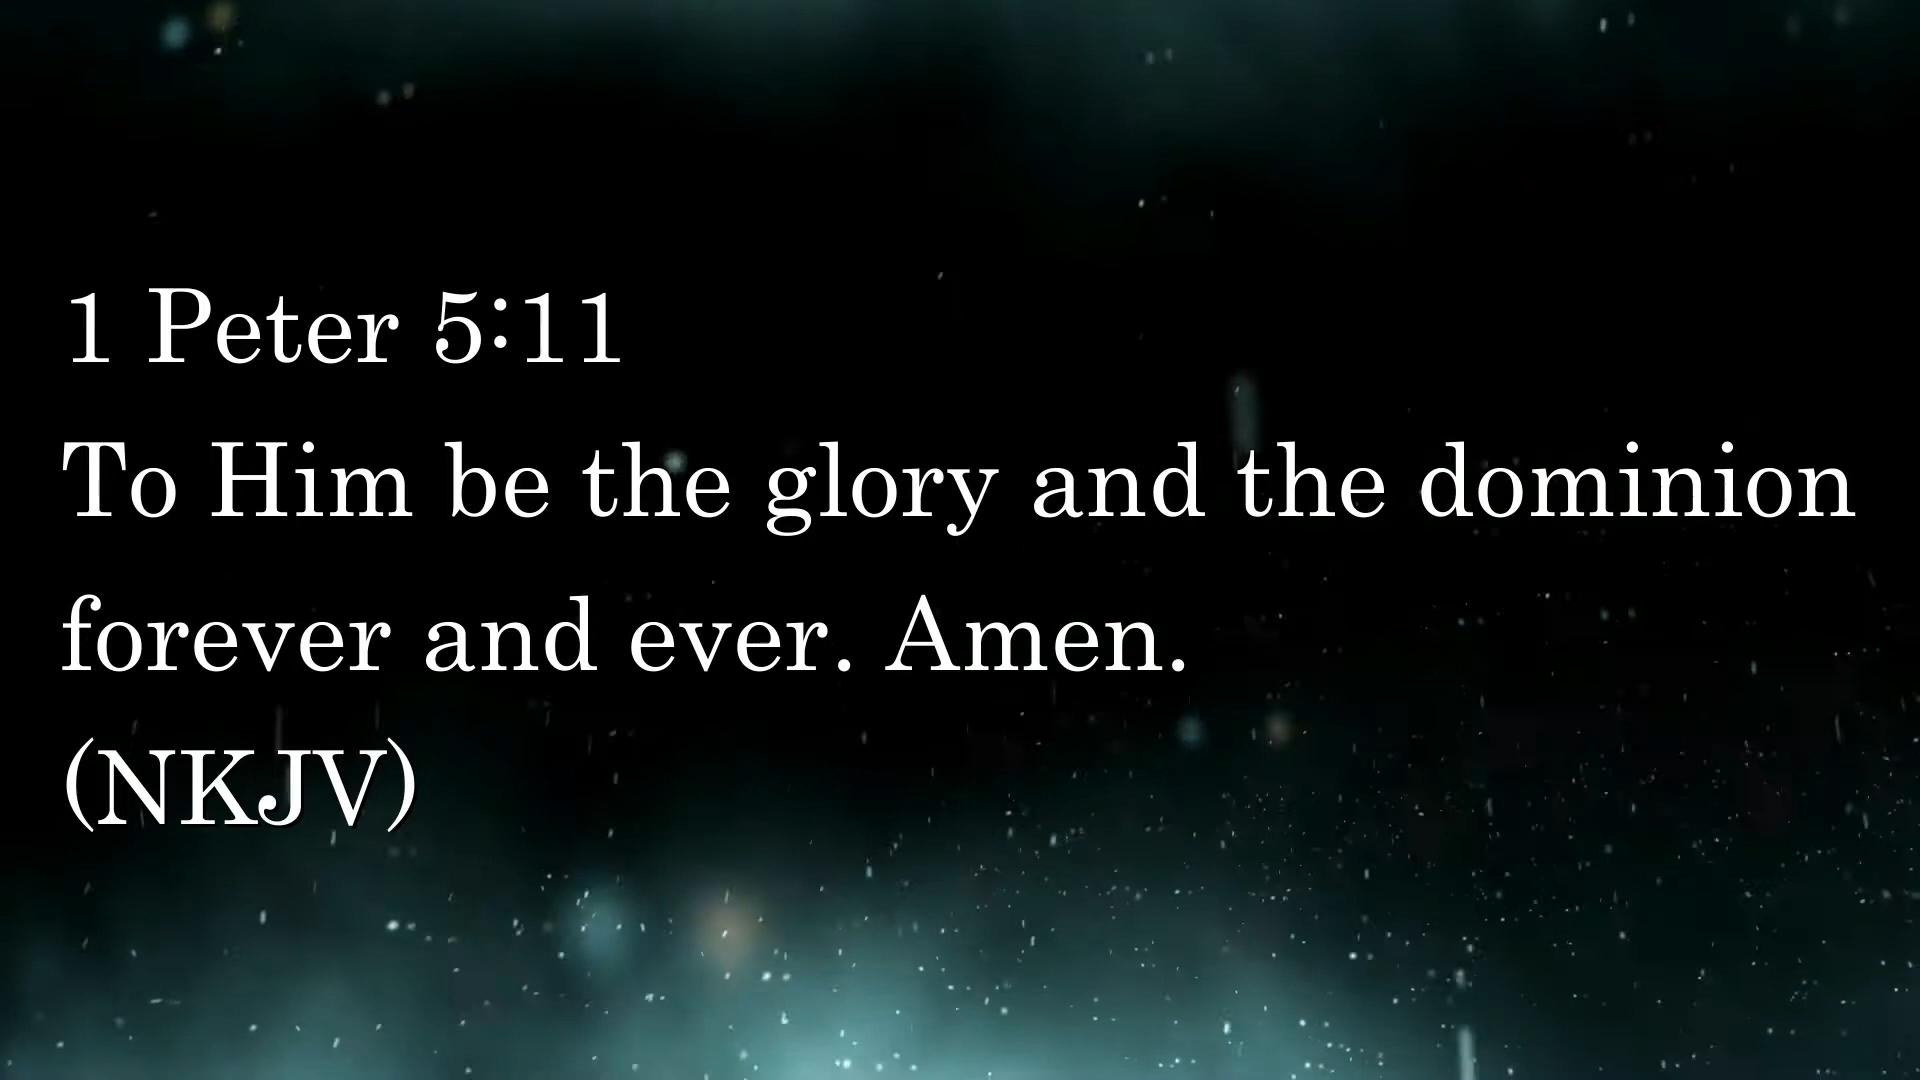 1 Peter 5:11
To Him be the glory and the dominion
forever and ever. Amen.
(NKJV)